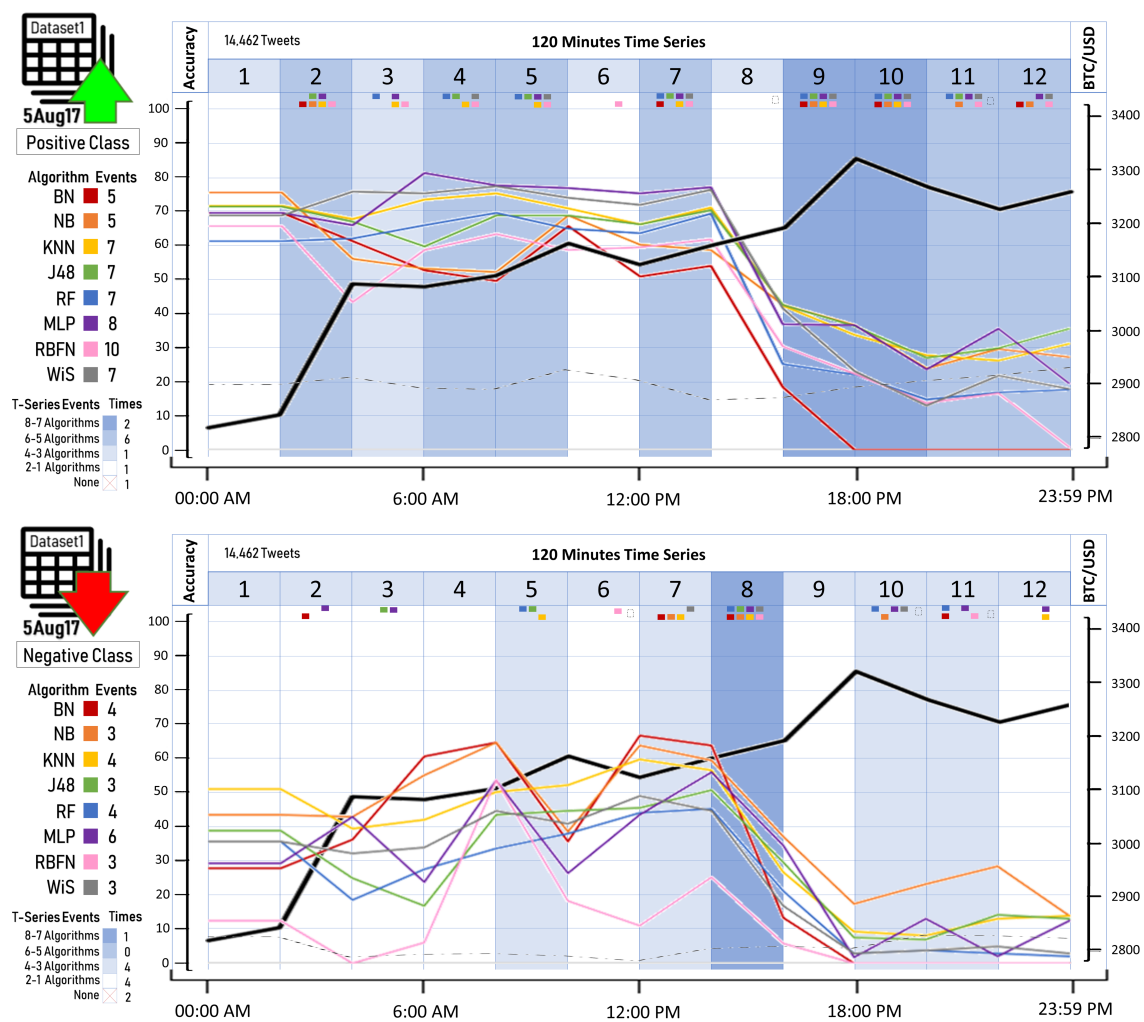 Dataset1
5Aug17
Positive Class
Algorithm Events
BN 5
NB 5
KNN 7
J48 7
RF 7
MLP 8
RBFN 10
WiS 7
T-Series Events Times
8-7 Algorithms 2
6-5 Algorithms 6
4-3 Algorithms 1
2-1 Algorithms 1
None 1
Accuracy
14,462 Tweets
120 Minutes Time Series
BTC/USD
1 2 3 4 5 6 7 8 9 10 11 12
100
90
80
70
60
50
40
30
20
10
0
3400
3300
3200
3100
3000
2900
2800
00:00 AM 6:00 AM 12:00 PM 18:00 PM 23:59 PM
Dataset1
5Aug17
Negative Class
Algorithm Events
BN 4
NB 3
KNN 4
J48 3
RF 4
MLP 6
RBFN 3
WiS 3
T-Series Events Times
8-7 Algorithms 1
6-5 Algorithms 0
4-3 Algorithms 4
2-1 Algorithms 4
None 2
Accuracy
14,462 Tweets
120 Minutes Time Series
BTC/USD
1 2 3 4 5 6 7 8 9 10 11 12
100
90
80
70
60
50
40
30
20
10
0
3400
3300
3200
3100
3000
2900
2800
00:00 AM 6:00 AM 12:00 PM 18:00 PM 23:59 PM